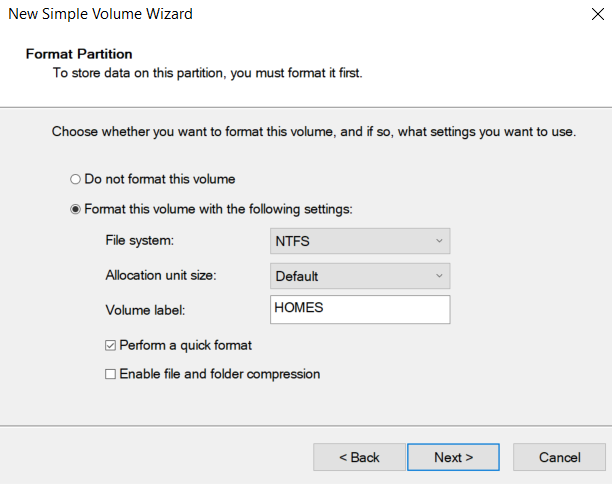 New Simple Volume Wizard
Format Partition
To store data on this partition, you must format it first.
Choose whether you want to format this volume, and if so, what settings you want to use.
Do not format this volume
Format this volume with the following settings:
File system: NTFS
Allocation unit size: Default
Volume label: HOMES
Perform a quick format
Enable file and folder compression
< Back Next > Cancel